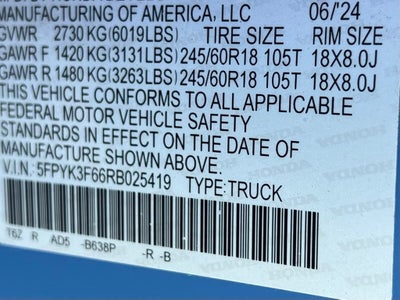 MANUFACTURING OF AMERICA, LLC 06/24
GVWR 2730 KG (6019LBS) TIRE SIZE RIM SIZE
GAWR F 1420 KG (3131LBS) 245/60R18 105T 18X8.0J
GAWR R 1480 KG (3263LBS) 245/60R18 105T 18X8.0J
THIS VEHICLE CONFORMS TO ALL APPLICABLE
FEDERAL MOTOR VEHICLE SAFETY
STANDARDS IN EFFECT ON THE DATE OF
MANUFACTURE SHOWN ABOVE.
V.I.N.: 5FPYK3F66RB025419 TYPE:TRUCK
T6Z R AD5 -B638P -R -B
HONDA